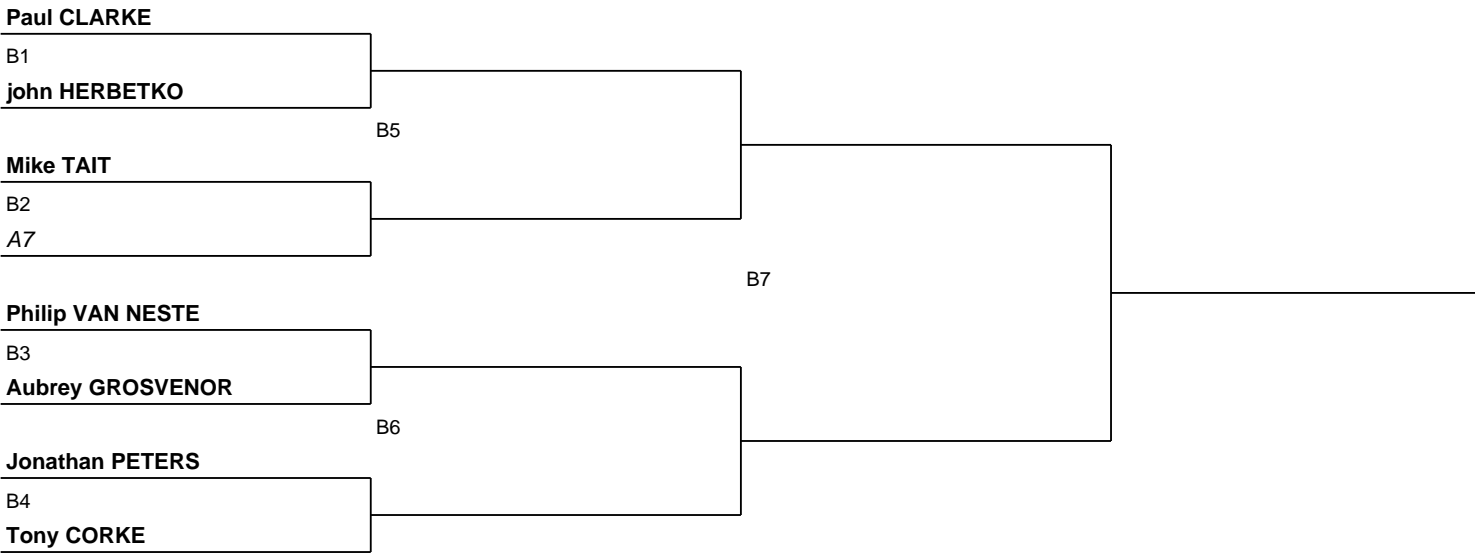 Paul CLARKE
B1
john HERBETKO
B5
Mike TAIT
B2
A7
B7
Philip VAN NESTE
B3
Aubrey GROSVENOR
B6
Jonathan PETERS
B4
Tony CORKE